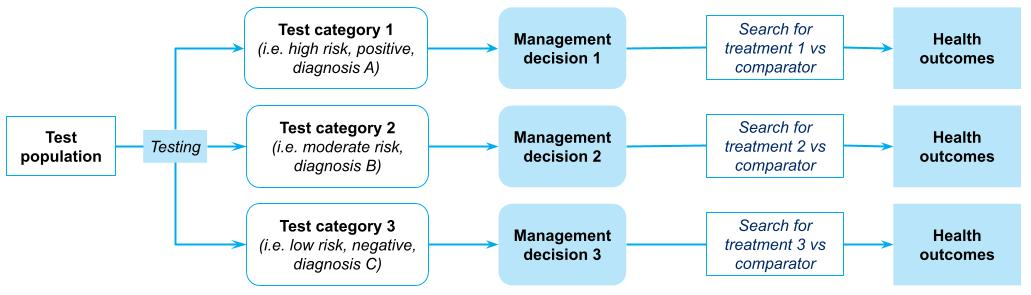 Test
population
Testing
Test category 1
(i.e. high risk, positive,
diagnosis A)
Management
decision 1
Search for
treatment 1 vs
comparator
Health
outcomes
Test category 2
(i.e. moderate risk,
diagnosis B)
Management
decision 2
Search for
treatment 2 vs
comparator
Health
outcomes
Test category 3
(i.e. low risk, negative,
diagnosis C)
Management
decision 3
Search for
treatment 3 vs
comparator
Health
outcomes